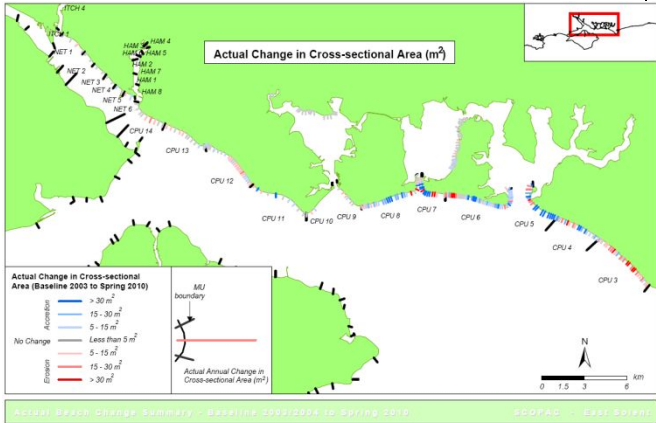 ITCH 4
ITCH 1
NET 1
NET 2
NET 3
NET 4
NET 5
NET 6
HAM 4
HAM 5
HAM 2
HAM 7
HAM 1
HAM 8
Actual Change in Cross-sectional Area (m²)
CPU 14
CPU 13
CPU 12
CPU 11
CPU 10
CPU 9
CPU 8
CPU 7
CPU 6
CPU 5
CPU 4
CPU 3
Actual Change in Cross-sectional
Area (Baseline 2003 to Spring 2010)
Accretion
> 30 m²
15 - 30 m²
5 - 15 m²
No Change
Less than 5 m²
Erosion
5 - 15 m²
15 - 30 m²
> 30 m²
MU
boundary
Actual Annual Change in
Cross-sectional Area (m²)
N
km
0 1.5 3 6
Actual Beach Change Summary - Baseline 2003/2004 to Spring 2010
SCOPAC - East Solent